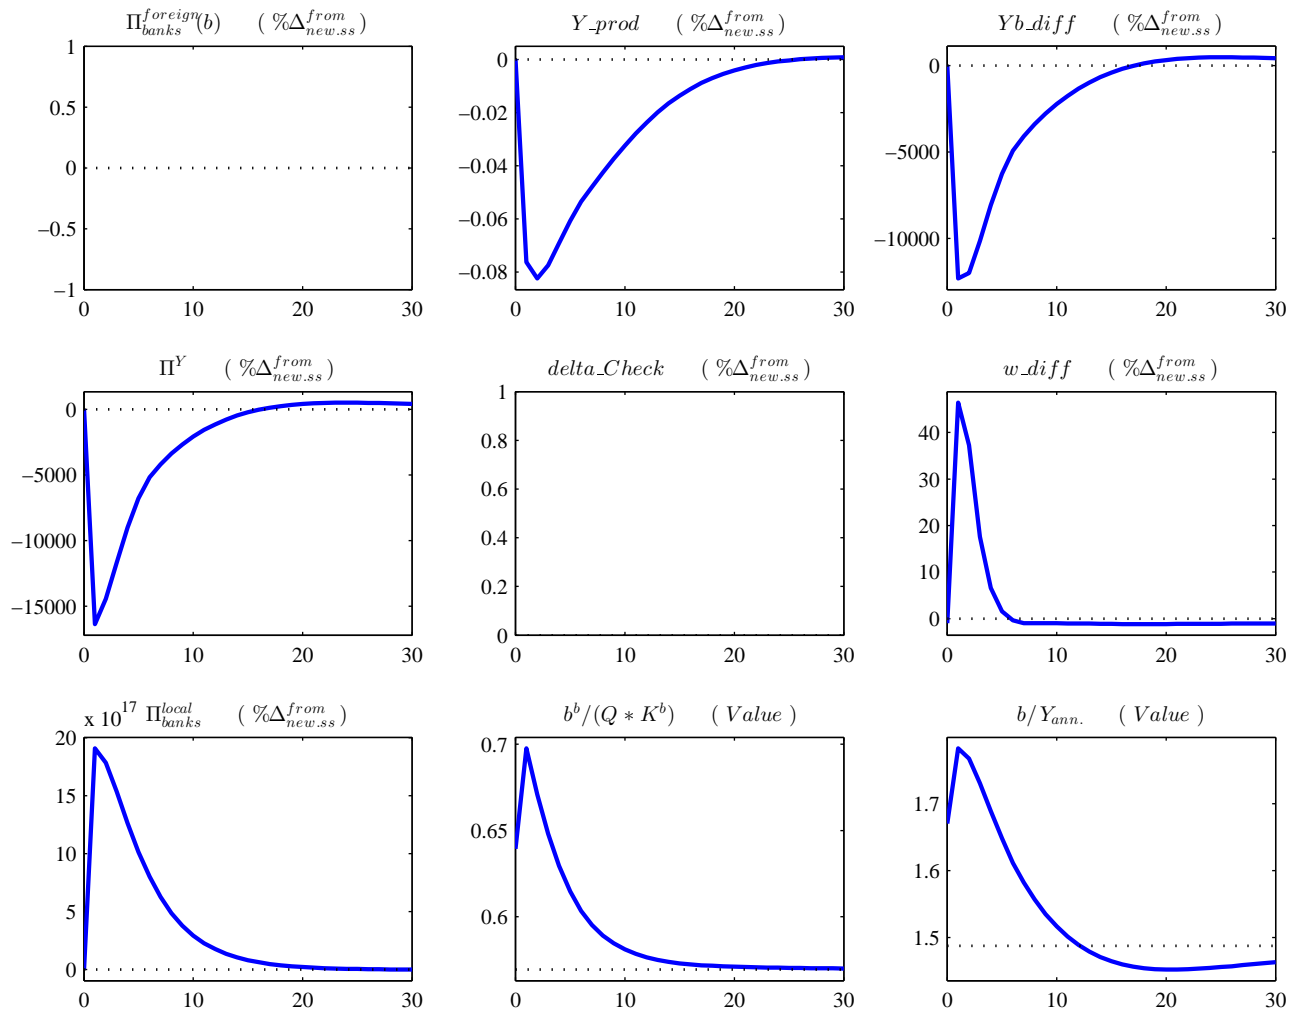 Π^{foreign}_{banks}(b) ( %Δ^{from}_{new.ss})
1
0.5
0
−0.5
−1
0 10 20 30
Y_prod ( %Δ^{from}_{new.ss})
0
−0.02
−0.04
−0.06
−0.08
0 10 20 30
Yb_diff ( %Δ^{from}_{new.ss})
0
−5000
−10000
0 10 20 30
Π^Y ( %Δ^{from}_{new.ss})
0
−5000
−10000
−15000
0 10 20 30
delta_Check ( %Δ^{from}_{new.ss})
1
0.8
0.6
0.4
0.2
0
0 10 20 30
w_diff ( %Δ^{from}_{new.ss})
40
30
20
10
0
0 10 20 30
x 10^{17} Π^{local}_{banks} ( %Δ^{from}_{new.ss})
20
15
10
5
0
0 10 20 30
b^b/(Q ∗ K^b) ( Value )
0.7
0.65
0.6
0 10 20 30
b/Y_{ann.} ( Value )
1.7
1.6
1.5
0 10 20 30